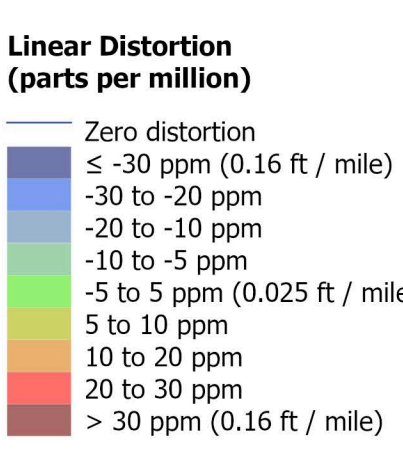 Linear Distortion
(parts per million)
Zero distortion
≤ -30 ppm (0.16 ft / mile)
-30 to -20 ppm
-20 to -10 ppm
-10 to -5 ppm
-5 to 5 ppm (0.025 ft / mile
5 to 10 ppm
10 to 20 ppm
20 to 30 ppm
> 30 ppm (0.16 ft / mile)